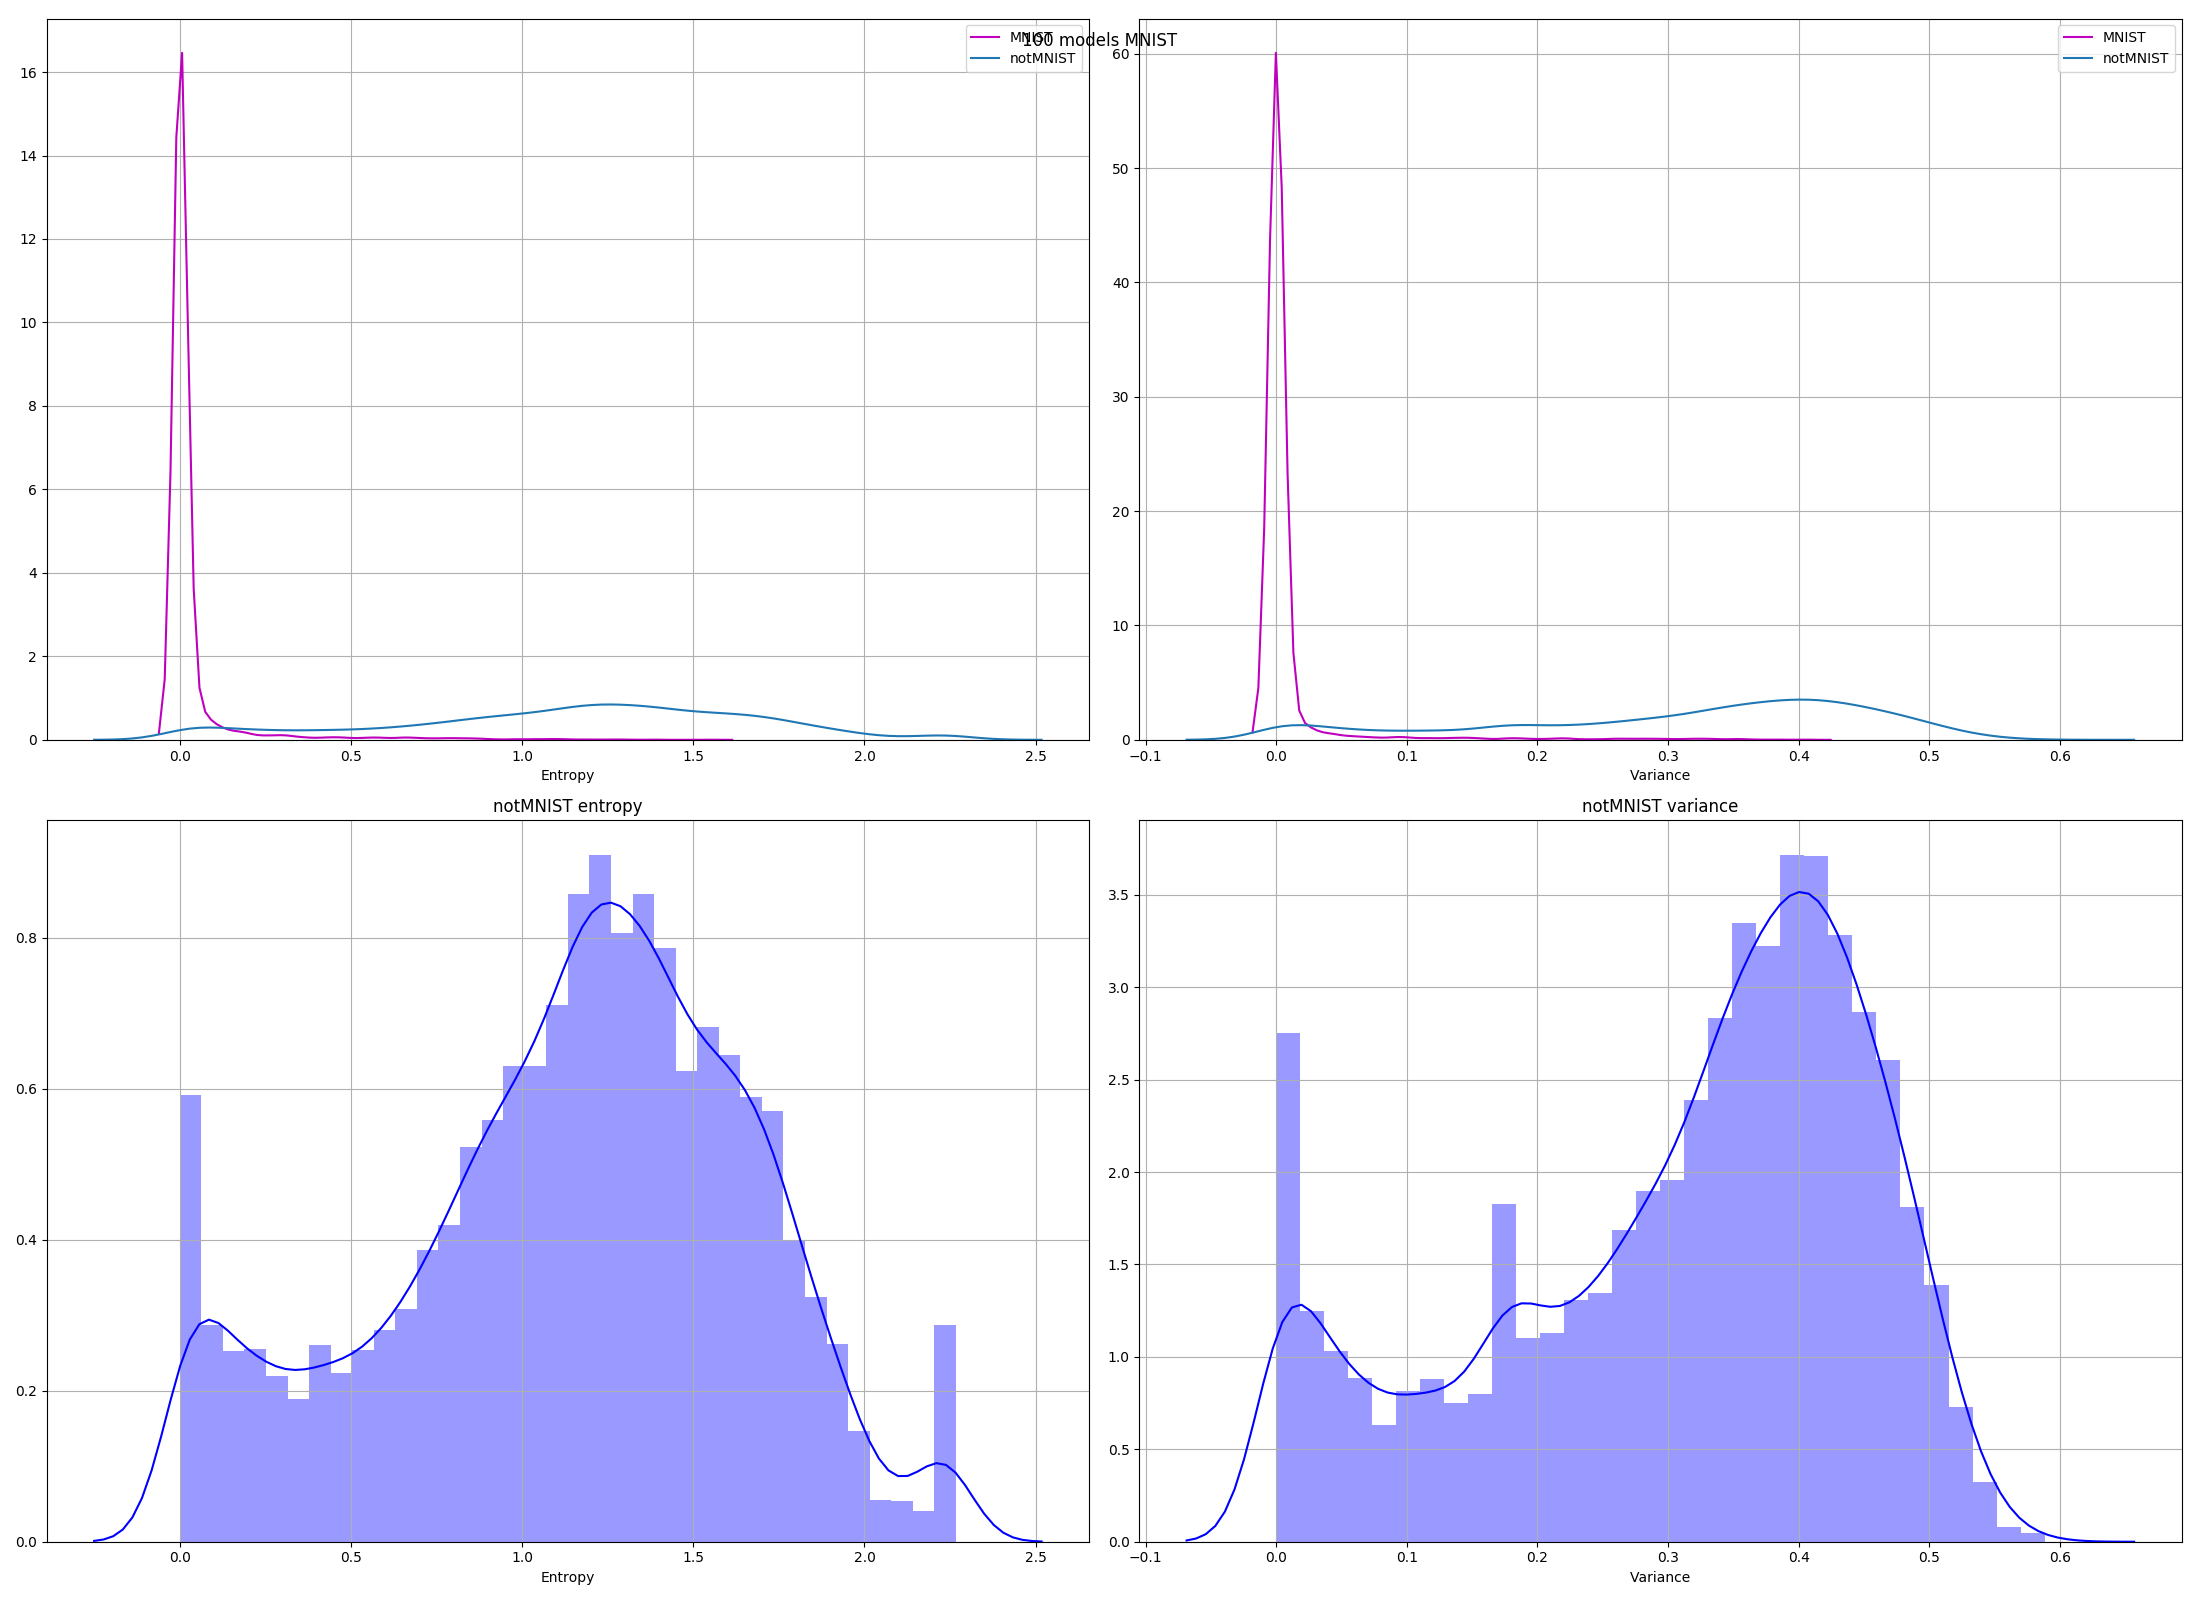 100 models MNIST
MNIST
notMNIST
16
14
12
10
8
6
4
2
0
0.0 0.5 1.0 1.5 2.0 2.5
Entropy
MNIST
notMNIST
60
50
40
30
20
10
0
−0.1 0.0 0.1 0.2 0.3 0.4 0.5 0.6
Variance
notMNIST entropy
0.8
0.6
0.4
0.2
0.0
0.0 0.5 1.0 1.5 2.0 2.5
Entropy
notMNIST variance
3.5
3.0
2.5
2.0
1.5
1.0
0.5
0.0
−0.1 0.0 0.1 0.2 0.3 0.4 0.5 0.6
Variance